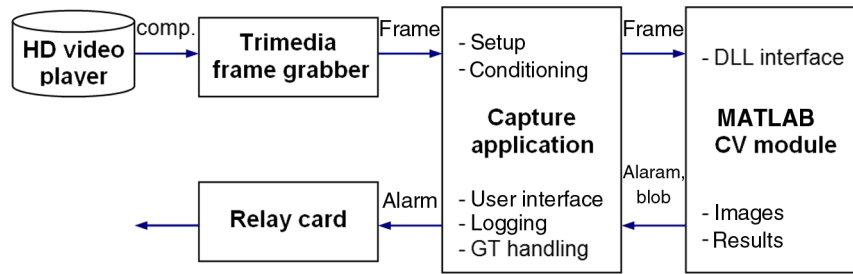 HD video
player
comp.
Trimedia
frame grabber
Frame
- Setup
- Conditioning
Capture
application
- User interface
- Logging
- GT handling
Frame
- DLL interface
MATLAB
CV module
- Images
- Results
Alaram,
blob
Alarm
Relay card